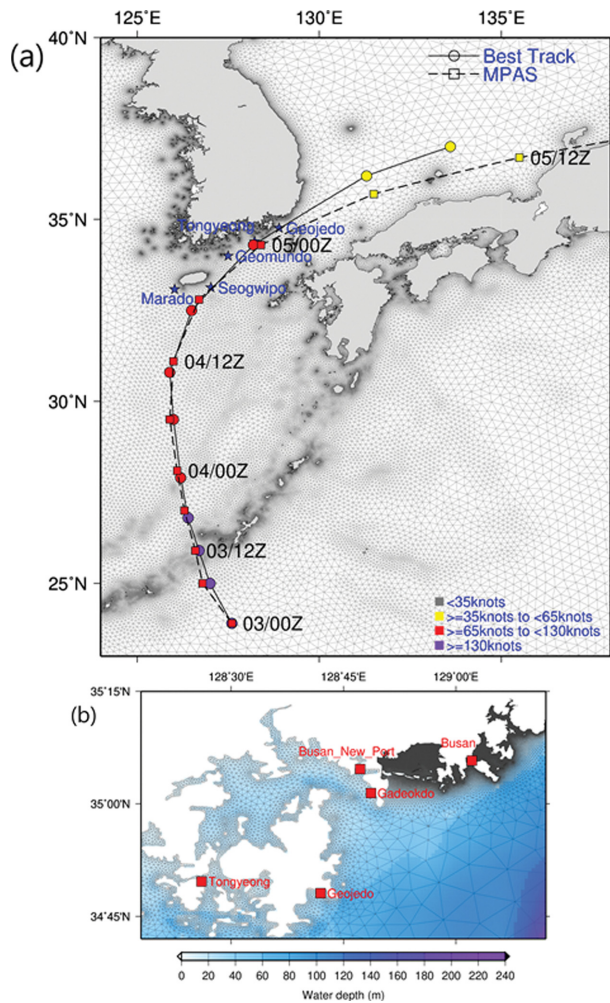 125°E 130°E 135°E
(a)
40°N
Best Track
MPAS
05/12Z
35°N
Tongyeong
Geojedo
05/00Z
Geomundo
Seogwipo
Marado
04/12Z
30°N
04/00Z
03/12Z
25°N
03/00Z
<35knots
>=35knots to <65knots
>=65knots to <130knots
>=130knots
(b)
128°30'E 128°45'E 129°00'E
35°15'N
Busan_New_Port
Busan
Gadeokdo
35°00'N
Tongyeong
Geojedo
34°45'N
0 20 40 60 80 100 120 140 160 180 200 220 240
Water depth (m)